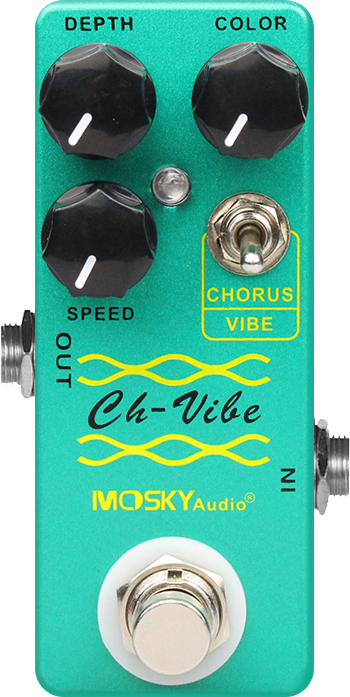 DEPTH
COLOR
SPEED
CHORUS
VIBE
OUT
Ch-Vibe
IN
MOSKYAudio®